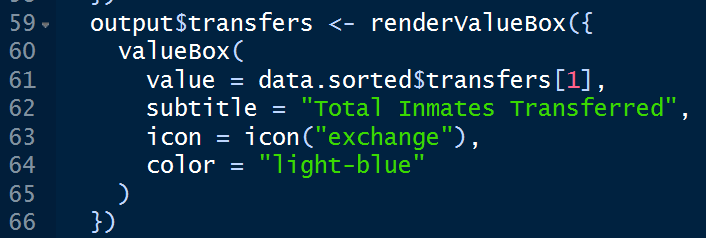 59 output$transfers <- renderValueBox({
60 valueBox(
61 value = data.sorted$transfers[1],
62 subtitle = "Total Inmates Transferred",
63 icon = icon("exchange"),
64 color = "light-blue"
65 )
66 })